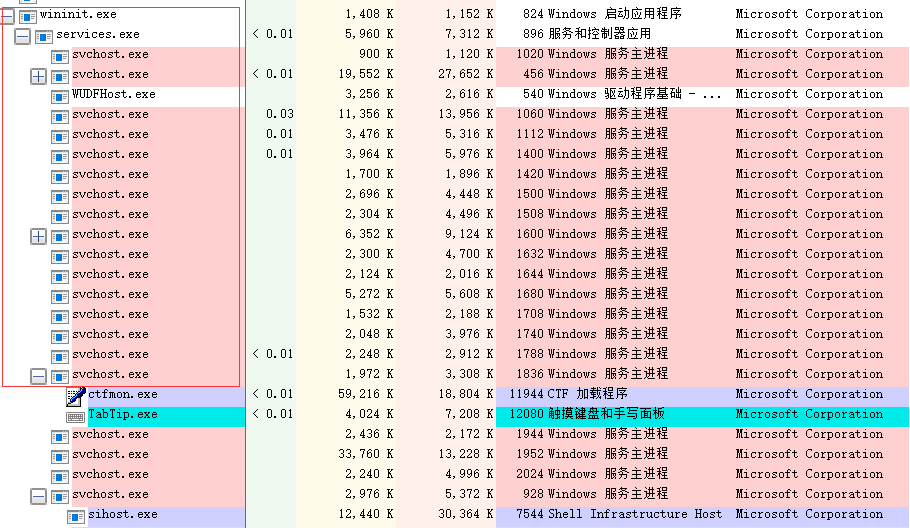 wininit.exe 1,408 K 1,152 K 824 Windows 启动应用程序 Microsoft Corporation
services.exe < 0.01 5,960 K 7,312 K 896 服务和控制器应用 Microsoft Corporation
svchost.exe 900 K 1,120 K 1020 Windows 服务主进程 Microsoft Corporation
svchost.exe < 0.01 19,552 K 27,652 K 456 Windows 服务主进程 Microsoft Corporation
WUDFHost.exe 3,256 K 2,616 K 540 Windows 驱动程序基础 - ... Microsoft Corporation
svchost.exe 0.03 11,356 K 13,956 K 1060 Windows 服务主进程 Microsoft Corporation
svchost.exe 0.01 3,476 K 5,316 K 1112 Windows 服务主进程 Microsoft Corporation
svchost.exe 0.01 3,964 K 5,976 K 1400 Windows 服务主进程 Microsoft Corporation
svchost.exe 1,700 K 1,896 K 1420 Windows 服务主进程 Microsoft Corporation
svchost.exe 2,696 K 4,448 K 1500 Windows 服务主进程 Microsoft Corporation
svchost.exe 2,304 K 4,496 K 1508 Windows 服务主进程 Microsoft Corporation
svchost.exe 6,352 K 9,124 K 1600 Windows 服务主进程 Microsoft Corporation
svchost.exe 2,300 K 4,700 K 1632 Windows 服务主进程 Microsoft Corporation
svchost.exe 2,124 K 2,016 K 1644 Windows 服务主进程 Microsoft Corporation
svchost.exe 5,272 K 5,608 K 1680 Windows 服务主进程 Microsoft Corporation
svchost.exe 1,532 K 2,188 K 1708 Windows 服务主进程 Microsoft Corporation
svchost.exe 2,048 K 3,976 K 1740 Windows 服务主进程 Microsoft Corporation
svchost.exe < 0.01 2,248 K 2,912 K 1788 Windows 服务主进程 Microsoft Corporation
svchost.exe 1,972 K 3,308 K 1836 Windows 服务主进程 Microsoft Corporation
ctfmon.exe < 0.01 59,216 K 18,804 K 11944 CTF 加载程序 Microsoft Corporation
TabTip.exe < 0.01 4,024 K 7,208 K 12080 触摸键盘和手写面板 Microsoft Corporation
svchost.exe 2,436 K 2,172 K 1944 Windows 服务主进程 Microsoft Corporation
svchost.exe 33,760 K 13,228 K 1952 Windows 服务主进程 Microsoft Corporation
svchost.exe 2,240 K 4,996 K 2024 Windows 服务主进程 Microsoft Corporation
svchost.exe 2,976 K 5,372 K 928 Windows 服务主进程 Microsoft Corporation
sihost.exe 12,440 K 30,364 K 7544 Shell Infrastructure Host Microsoft Corporation